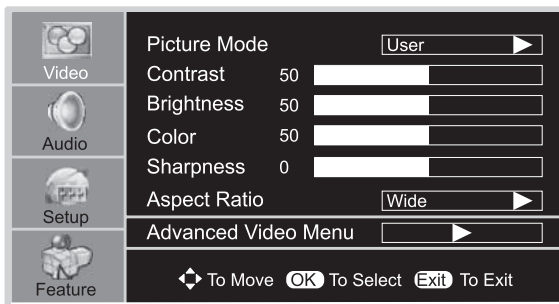 Video
Audio
Setup
Feature
Picture Mode User
Contrast 50
Brightness 50
Color 50
Sharpness 0
Aspect Ratio Wide
Advanced Video Menu
To Move OK To Select Exit To Exit